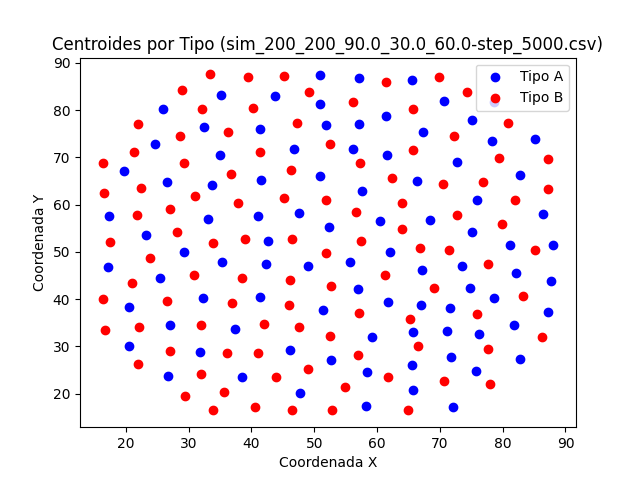 Centroides por Tipo (sim_200_200_90.0_30.0_60.0-step_5000.csv)
Tipo A
Tipo B
Coordenada Y
90
80
70
60
50
40
30
20
20 30 40 50 60 70 80 90
Coordenada X